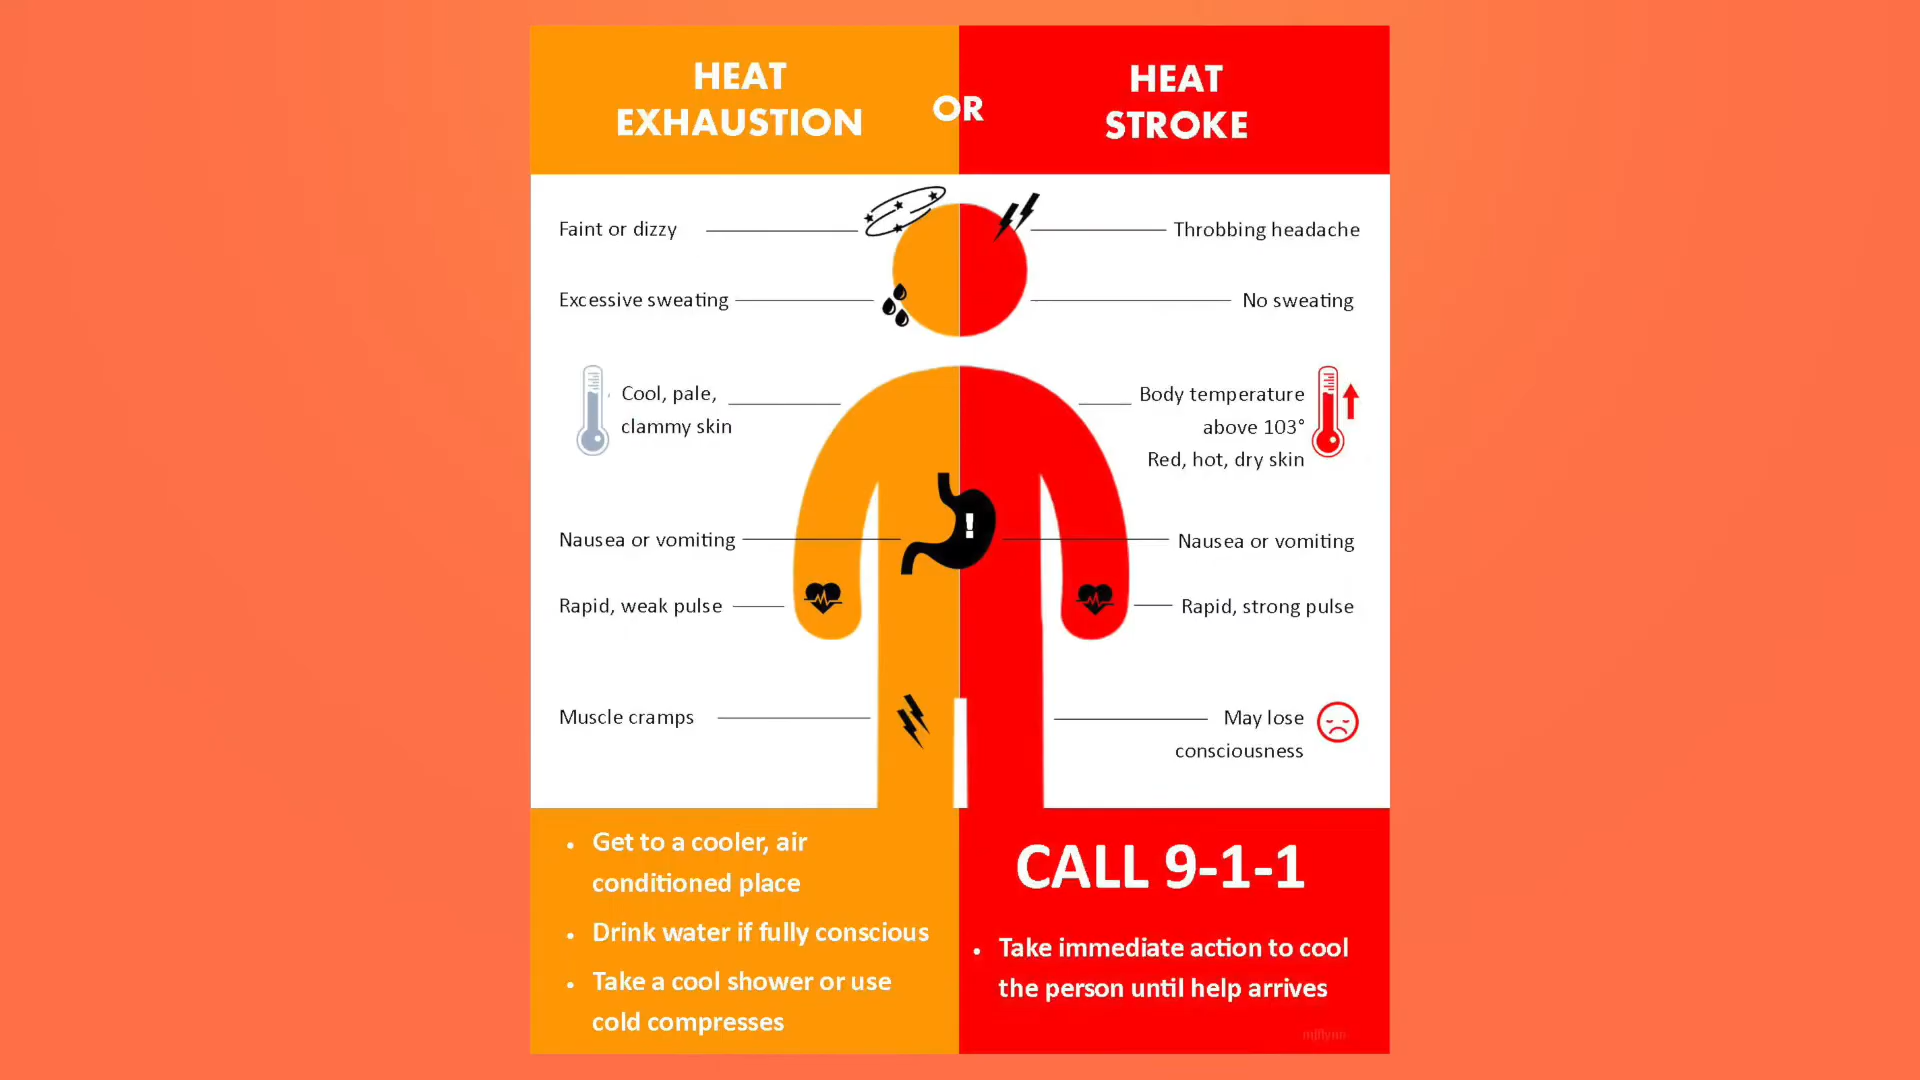 HEAT
EXHAUSTION
OR
HEAT
STROKE
Faint or dizzy
Excessive sweating
Cool, pale,
clammy skin
Nausea or vomiting
Rapid, weak pulse
Muscle cramps
Throbbing headache
No sweating
Body temperature
above 103°
Red, hot, dry skin
!
Nausea or vomiting
Rapid, strong pulse
May lose
consciousness
• Get to a cooler, air
conditioned place
• Drink water if fully conscious
• Take a cool shower or use
cold compresses
CALL 9-1-1
• Take immediate action to cool
the person until help arrives